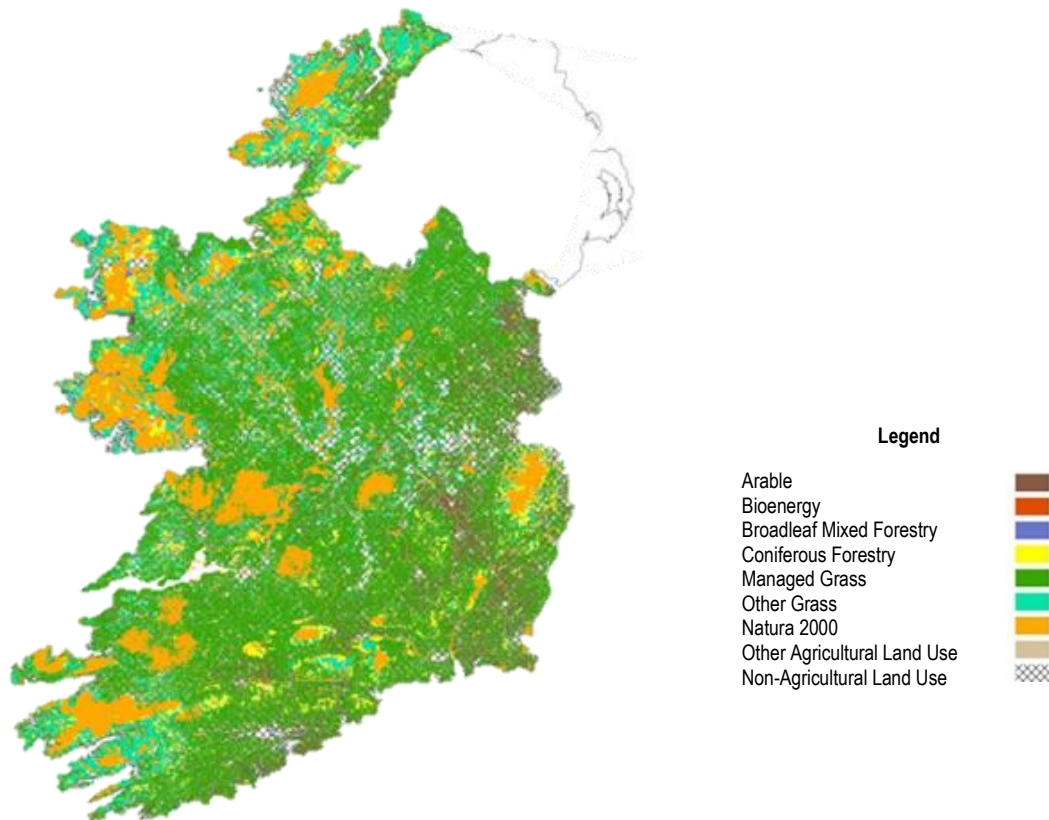 Legend
Arable
Bioenergy
Broadleaf Mixed Forestry
Coniferous Forestry
Managed Grass
Other Grass
Natura 2000
Other Agricultural Land Use
Non-Agricultural Land Use